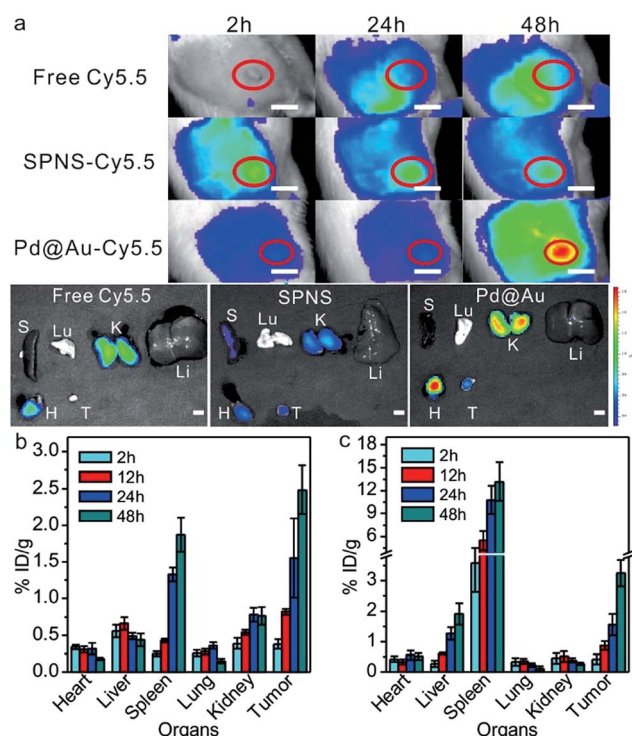 a 2h 24h 48h
Free Cy5.5
SPNS-Cy5.5
Pd@Au-Cy5.5
Free Cy5.5 SPNS Pd@Au
S Lu K Li S Lu K Li S Lu K Li
H T H T H T
b c
3.0 2.5 2.0 1.5 1.0 0.5 0.0
% ID/g
2h
12h
24h
48h
Heart Liver Spleen Lung Kidney Tumor
Organs
18 15 12 9 6 3 2 1 0
% ID/g
2h
12h
24h
48h
Heart Liver Spleen Lung Kidney Tumor
Organs